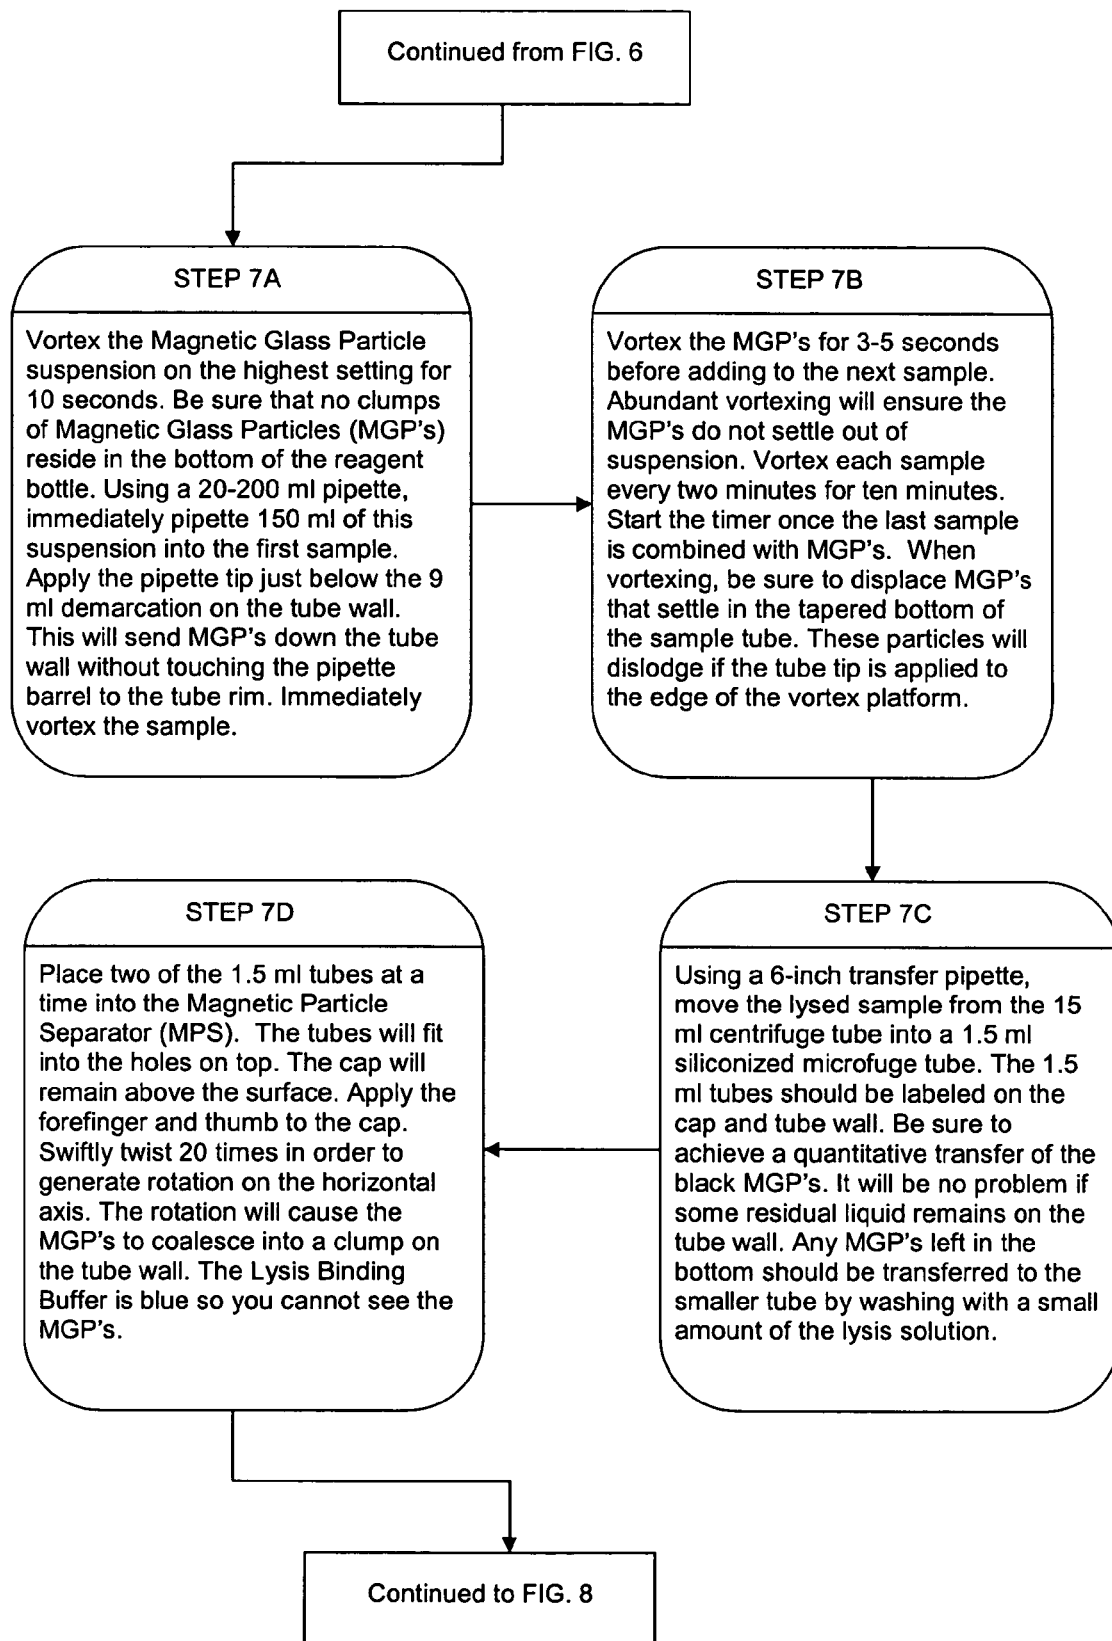 Continued from FIG. 6
STEP 7A
Vortex the Magnetic Glass Particle
suspension on the highest setting for
10 seconds. Be sure that no clumps
of Magnetic Glass Particles (MGP's)
reside in the bottom of the reagent
bottle. Using a 20-200 ml pipette,
immediately pipette 150 ml of this
suspension into the first sample.
Apply the pipette tip just below the 9
ml demarcation on the tube wall.
This will send MGP's down the tube
wall without touching the pipette
barrel to the tube rim. Immediately
vortex the sample.
STEP 7B
Vortex the MGP's for 3-5 seconds
before adding to the next sample.
Abundant vortexing will ensure the
MGP's do not settle out of
suspension. Vortex each sample
every two minutes for ten minutes.
Start the timer once the last sample
is combined with MGP's.  When
vortexing, be sure to displace MGP's
that settle in the tapered bottom of
the sample tube. These particles will
dislodge if the tube tip is applied to
the edge of the vortex platform.
STEP 7C
Using a 6-inch transfer pipette,
move the lysed sample from the 15
ml centrifuge tube into a 1.5 ml
siliconized microfuge tube. The 1.5
ml tubes should be labeled on the
cap and tube wall. Be sure to
achieve a quantitative transfer of the
black MGP's. It will be no problem if
some residual liquid remains on the
tube wall. Any MGP's left in the
bottom should be transferred to the
smaller tube by washing with a small
amount of the lysis solution.
STEP 7D
Place two of the 1.5 ml tubes at a
time into the Magnetic Particle
Separator (MPS).  The tubes will fit
into the holes on top. The cap will
remain above the surface. Apply the
forefinger and thumb to the cap.
Swiftly twist 20 times in order to
generate rotation on the horizontal
axis. The rotation will cause the
MGP's to coalesce into a clump on
the tube wall. The Lysis Binding
Buffer is blue so you cannot see the
MGP's.
Continued to FIG. 8